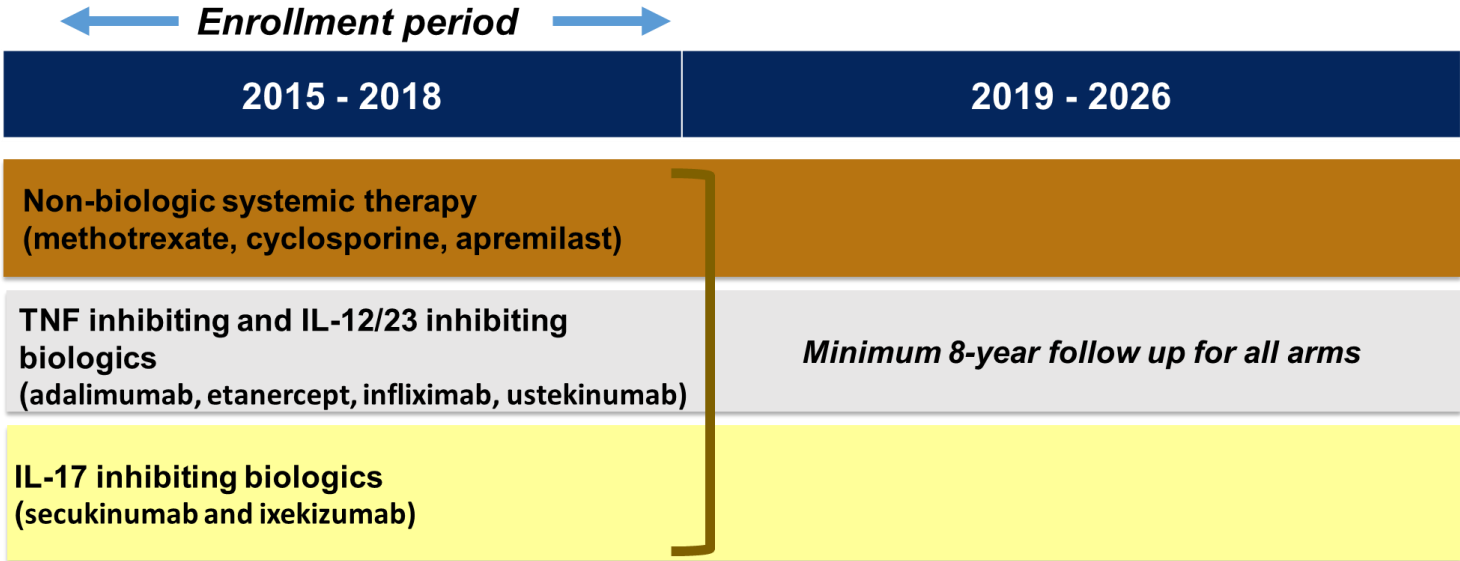 Enrollment period
2015 - 2018
2019 - 2026
Non-biologic systemic therapy
(methotrexate, cyclosporine, apremilast)
TNF inhibiting and IL-12/23 inhibiting
biologics
(adalimumab, etanercept, infliximab, ustekinumab)
Minimum 8-year follow up for all arms
IL-17 inhibiting biologics
(secukinumab and ixekizumab)